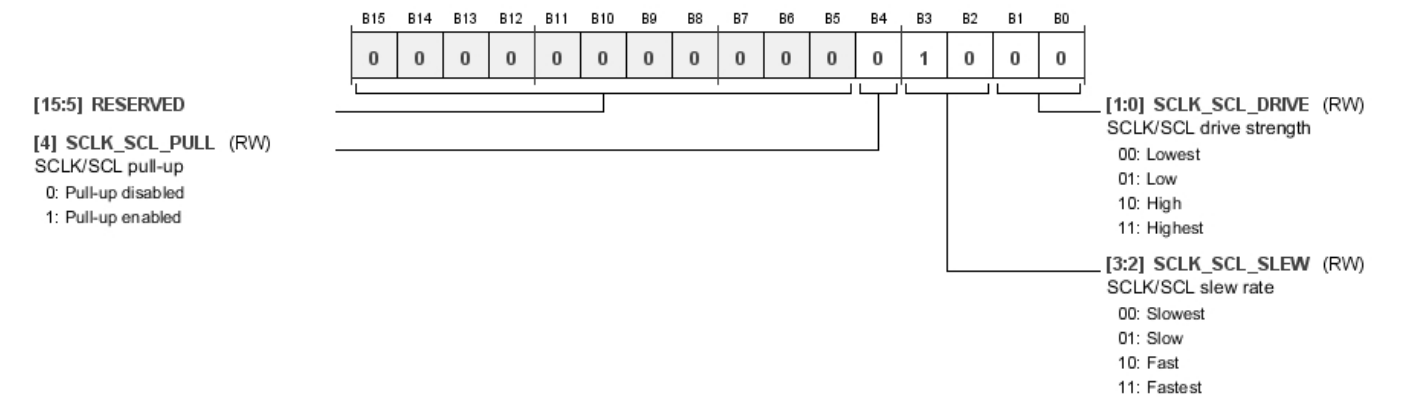 B15 B14 B13 B12 B11 B10 B9 B8 B7 B6 B5 B4 B3 B2 B1 B0
0 0 0 0 0 0 0 0 0 0 0 0 1 0 0 0
[15:5] RESERVED
[4] SCLK_SCL_PULL (RW)
SCLK/SCL pull-up
0: Pull-up disabled
1: Pull-up enabled
[1:0] SCLK_SCL_DRIVE (RW)
SCLK/SCL drive strength
00: Lowest
01: Low
10: High
11: Highest
[3:2] SCLK_SCL_SLEW (RW)
SCLK/SCL slew rate
00: Slowest
01: Slow
10: Fast
11: Fastest